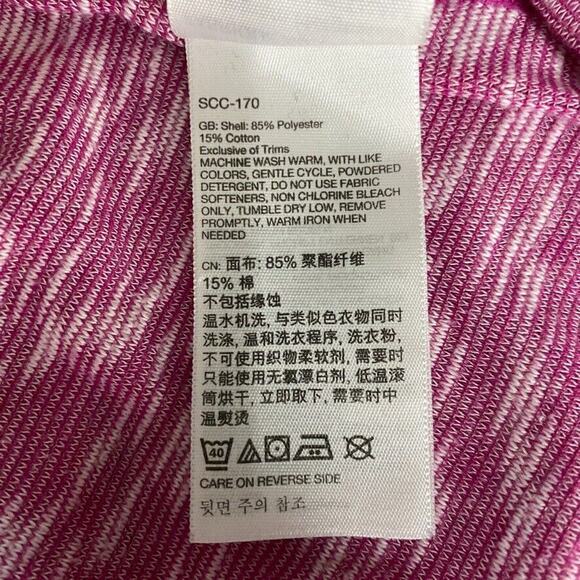 SCC-170
GB: Shell: 85% Polyester
15% Cotton
Exclusive of Trims
MACHINE WASH WARM, WITH LIKE
COLORS, GENTLE CYCLE, POWDERED
DETERGENT, DO NOT USE FABRIC
SOFTENERS, NON CHLORINE BLEACH
ONLY, TUMBLE DRY LOW, REMOVE
PROMPTLY, WARM IRON WHEN
NEEDED
CN: 面布: 85% 聚酯纤维
15% 棉
不包括缘蚀
温水机洗, 与类似色衣物同时
洗涤, 温和洗衣程序, 洗衣粉,
不可使用织物柔软剂, 需要时
只能使用无氯漂白剂, 低温滚
筒烘干, 立即取下, 需要时中
温熨烫
40
CARE ON REVERSE SIDE
뒷면 주의 참조